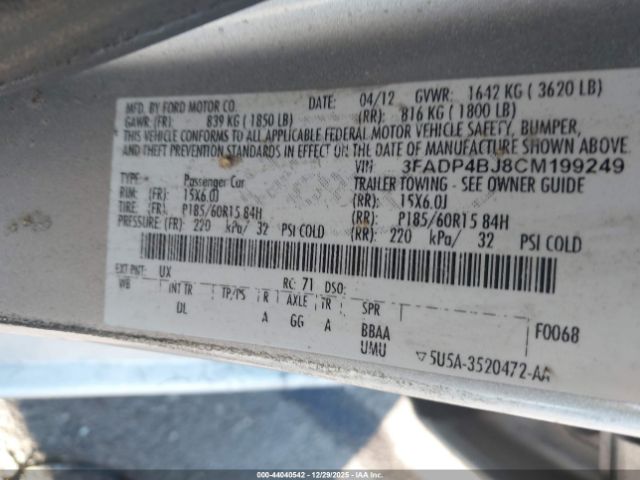 MFD. BY FORD MOTOR CO. DATE: 04/12 GVWR: 1642 KG ( 3620 LB)
GAWR: (FR): 839 KG ( 1850 LB) (RR): 816 KG ( 1800 LB)
THIS VEHICLE CONFORMS TO ALL APPLICABLE FEDERAL MOTOR VEHICLE SAFETY, BUMPER,
AND THEFT PREVENTION STANDARDS IN EFFECT ON THE DATE OF MANUFACTURE SHOWN ABOVE.
VIN 3FADP4BJ8CM199249
TYPE: Passenger Car TRAILER TOWING - SEE OWNER GUIDE
RIM: (FR): 15X6.0J (RR): 15X6.0J
TIRE: (FR): P185/60R15 84H (RR): P185/60R15 84H
PRESSURE: (FR): 220 kPa/ 32 PSI COLD (RR): 220 kPa/ 32 PSI COLD
EXT PNT: UX RC: 71 DSO:
WB INT TR TP/PS R AXLE TR SPR F0068
DL A GG A BBAA
UMU 5U5A-3520472-AA
000-44040542 - 12/29/2025 - IAAI.COM